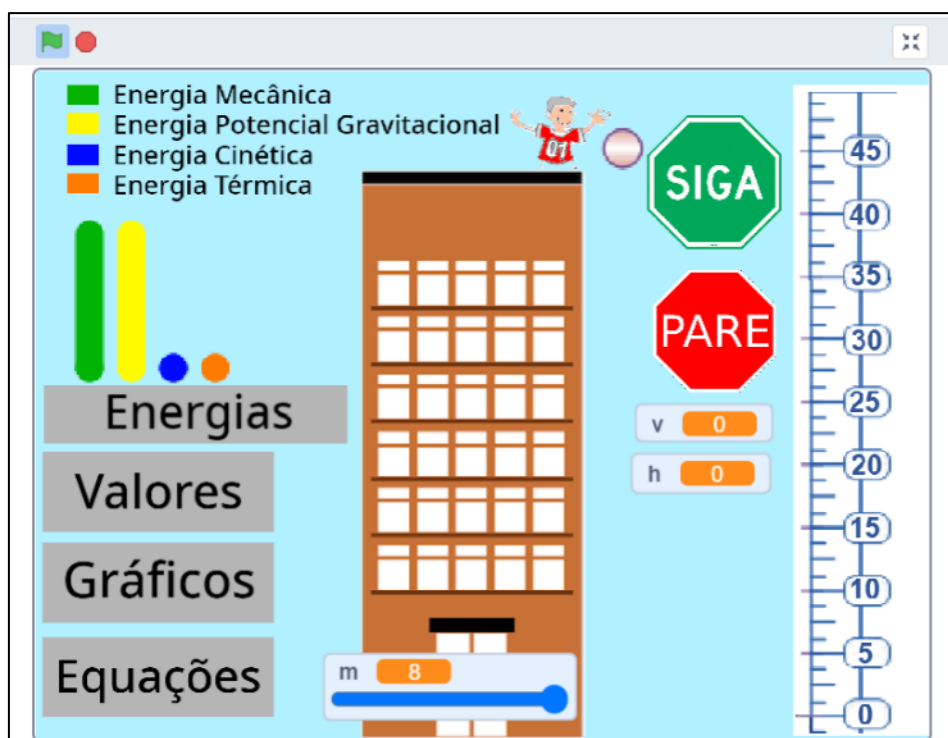 Energia Mecânica
Energia Potencial Gravitacional
Energia Cinética
Energia Térmica
01
SIGA
PARE
v 0
h 0
Energias
Valores
Gráficos
Equações
m 8
45
40
35
30
25
20
15
10
5
0